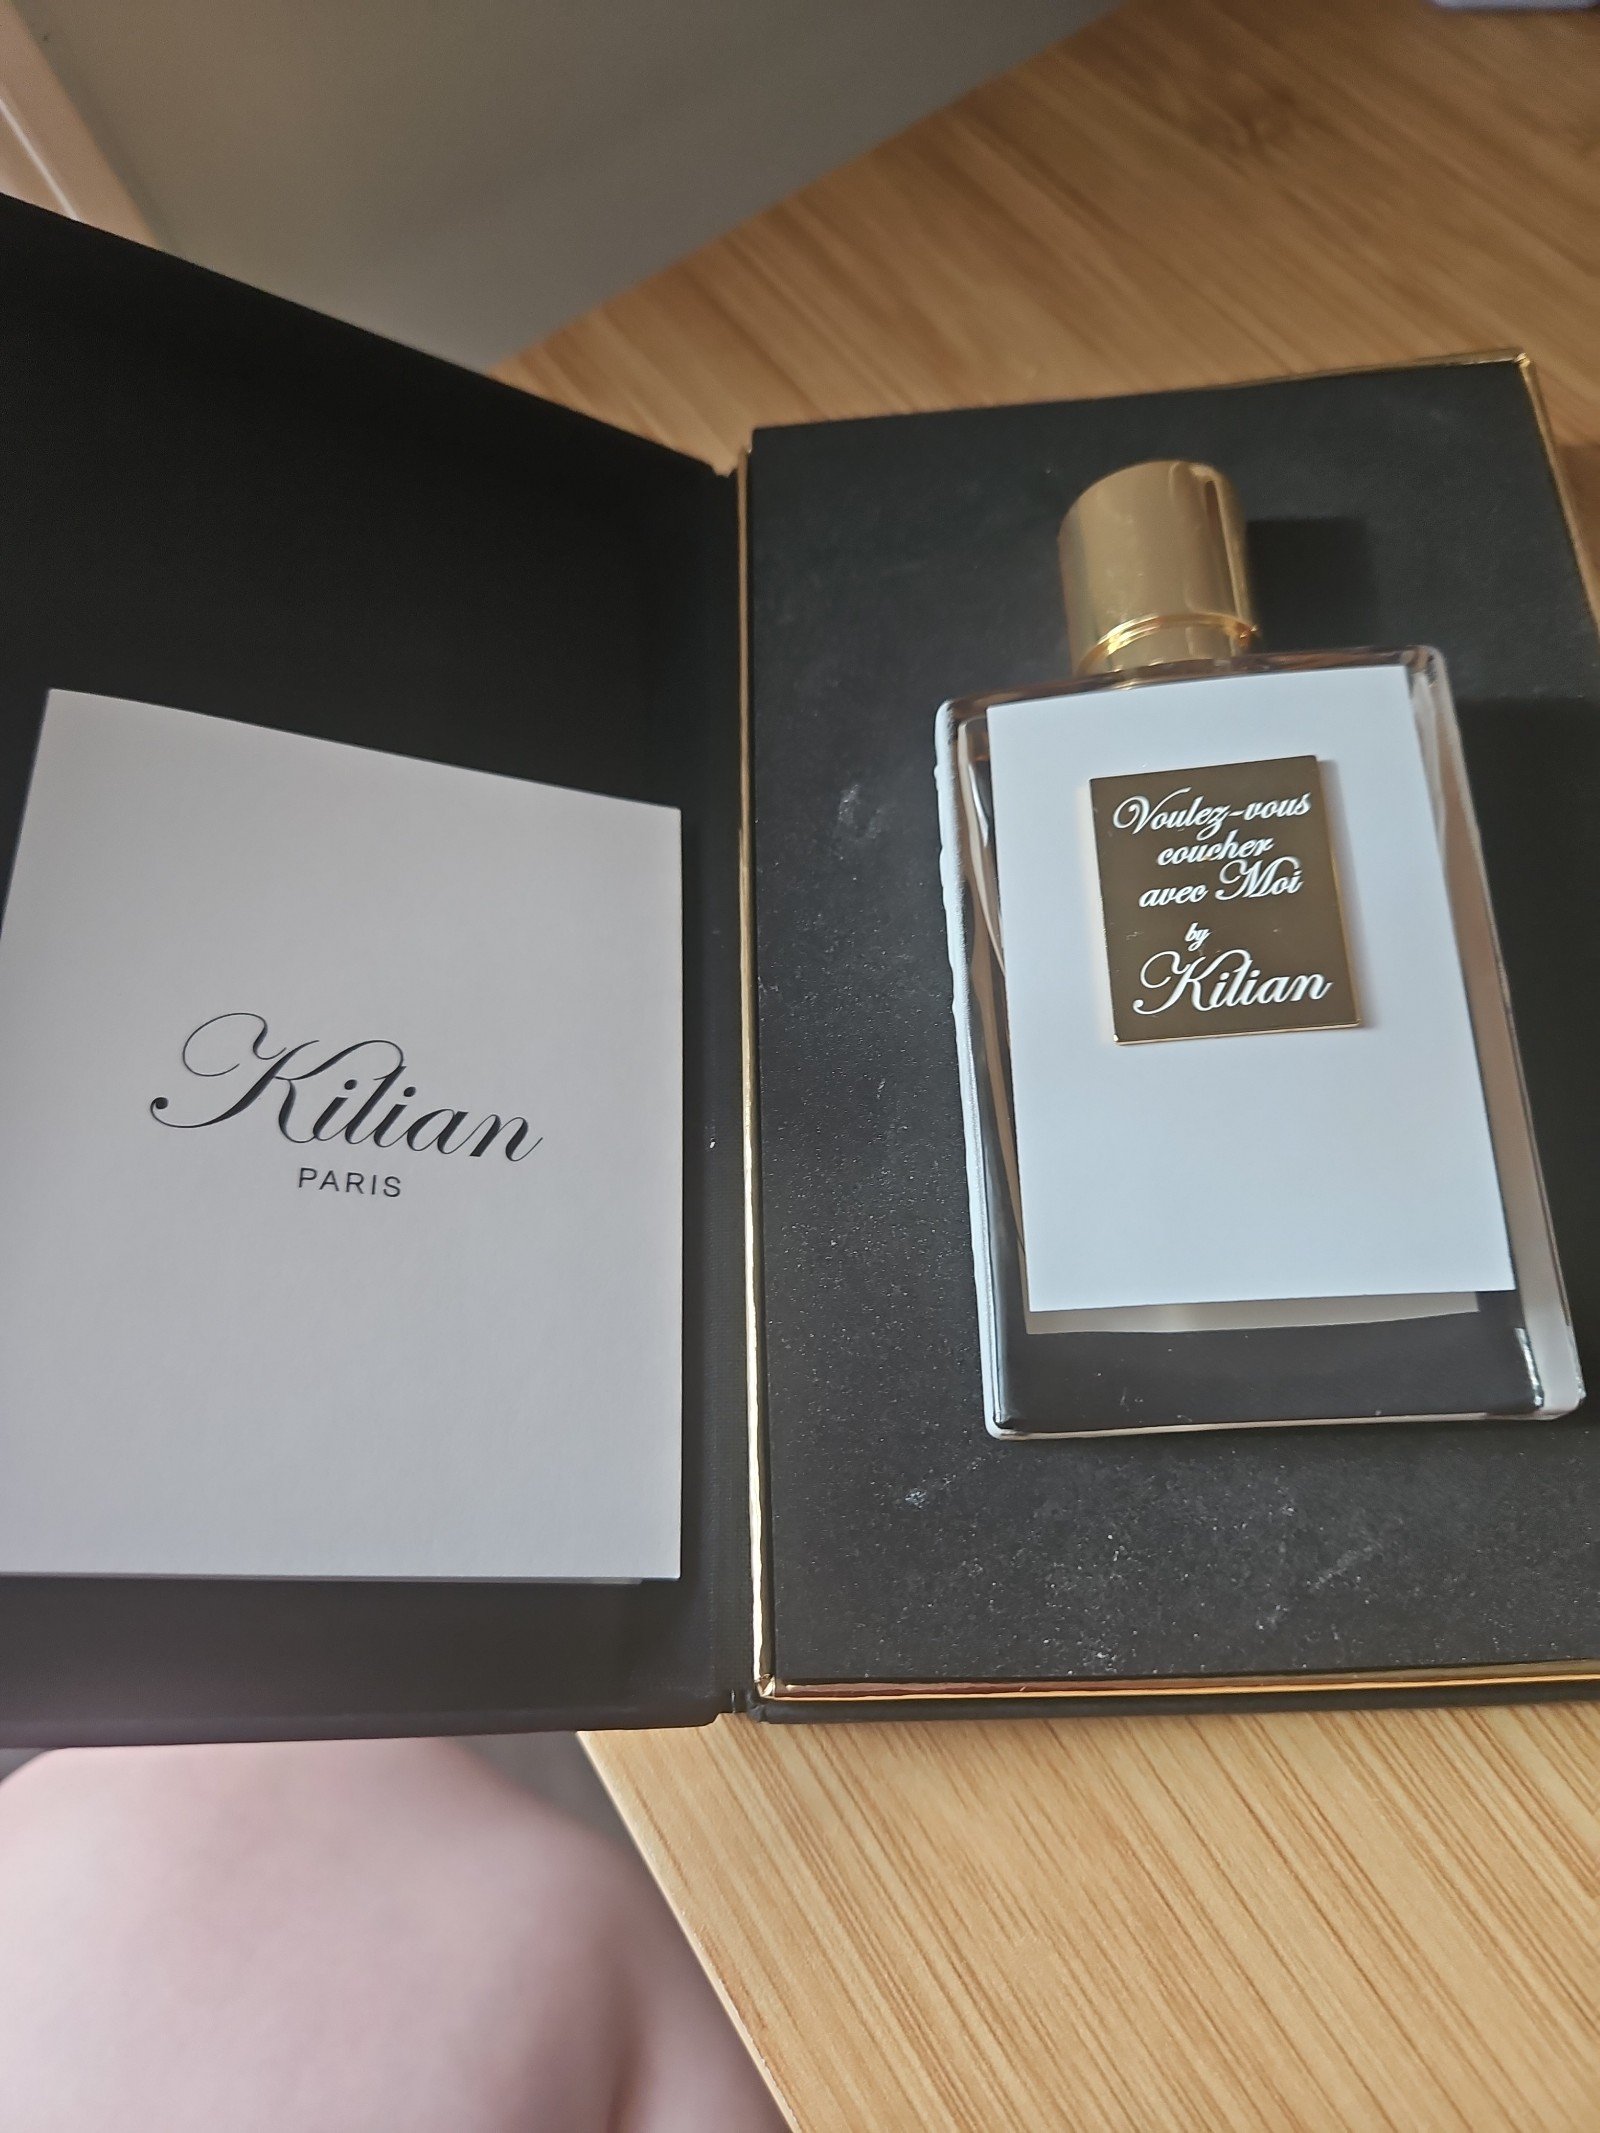 Kilian
PARIS
Voulez-vous
coucher
avec Moi
by
Kilian